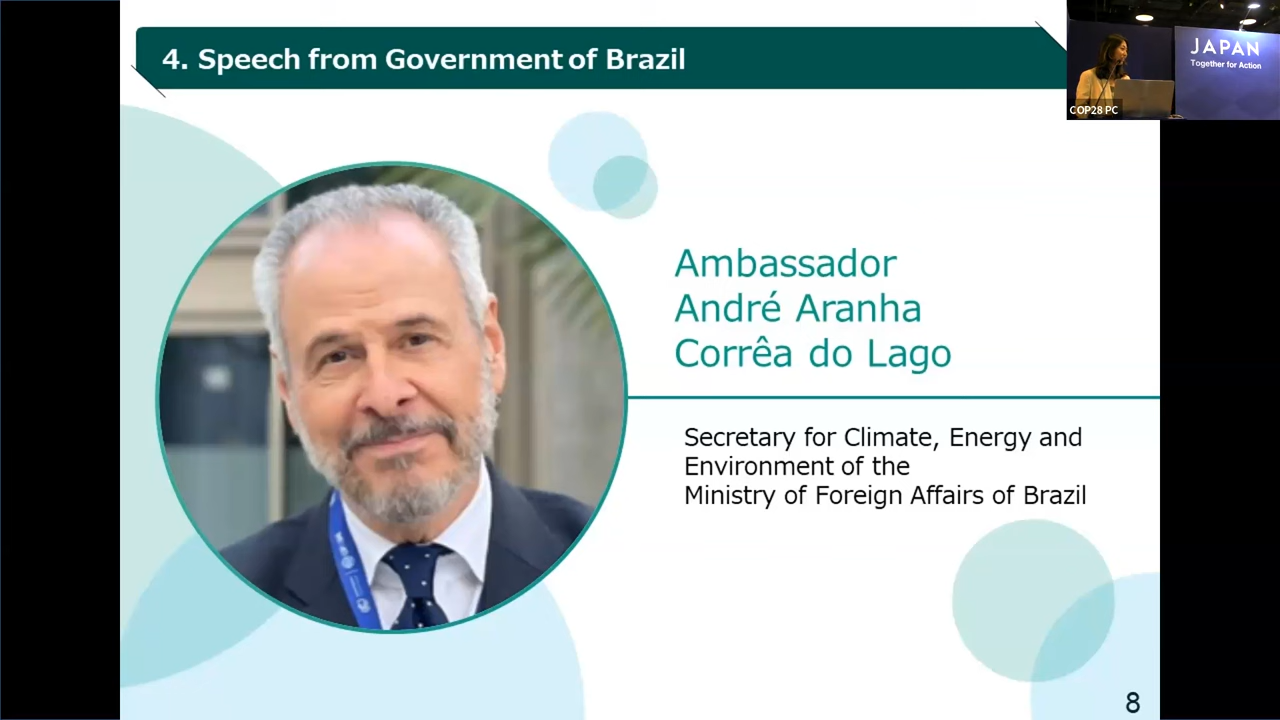 4. Speech from Government of Brazil
JAPAN
Together for Action
COP28 PC
Ambassador
André Aranha
Corrêa do Lago
Secretary for Climate, Energy and
Environment of the
Ministry of Foreign Affairs of Brazil
8